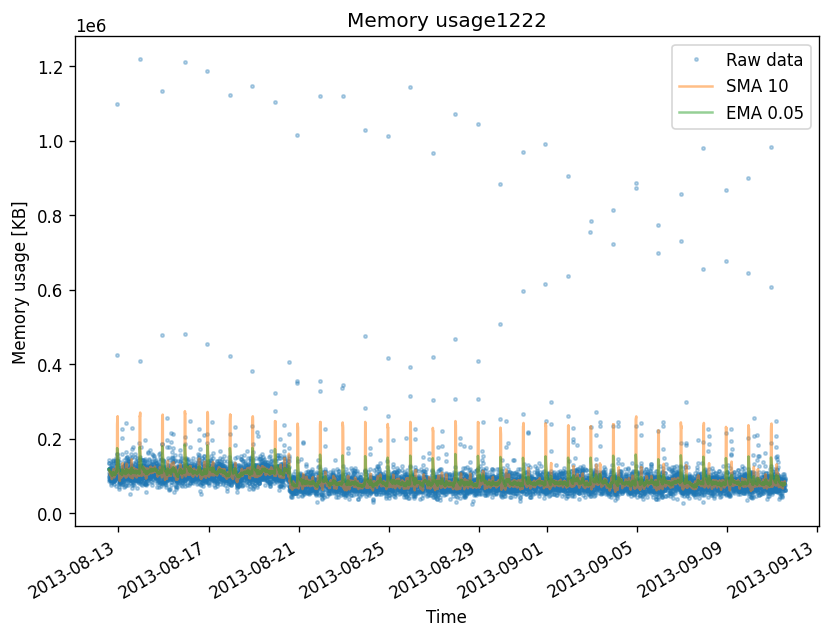 Memory usage1222
1e6
Raw data
SMA 10
EMA 0.05
Memory usage [KB]
1.2
1.0
0.8
0.6
0.4
0.2
0.0
2013-08-13
2013-08-17
2013-08-21
2013-08-25
2013-08-29
2013-09-01
2013-09-05
2013-09-09
2013-09-13
Time